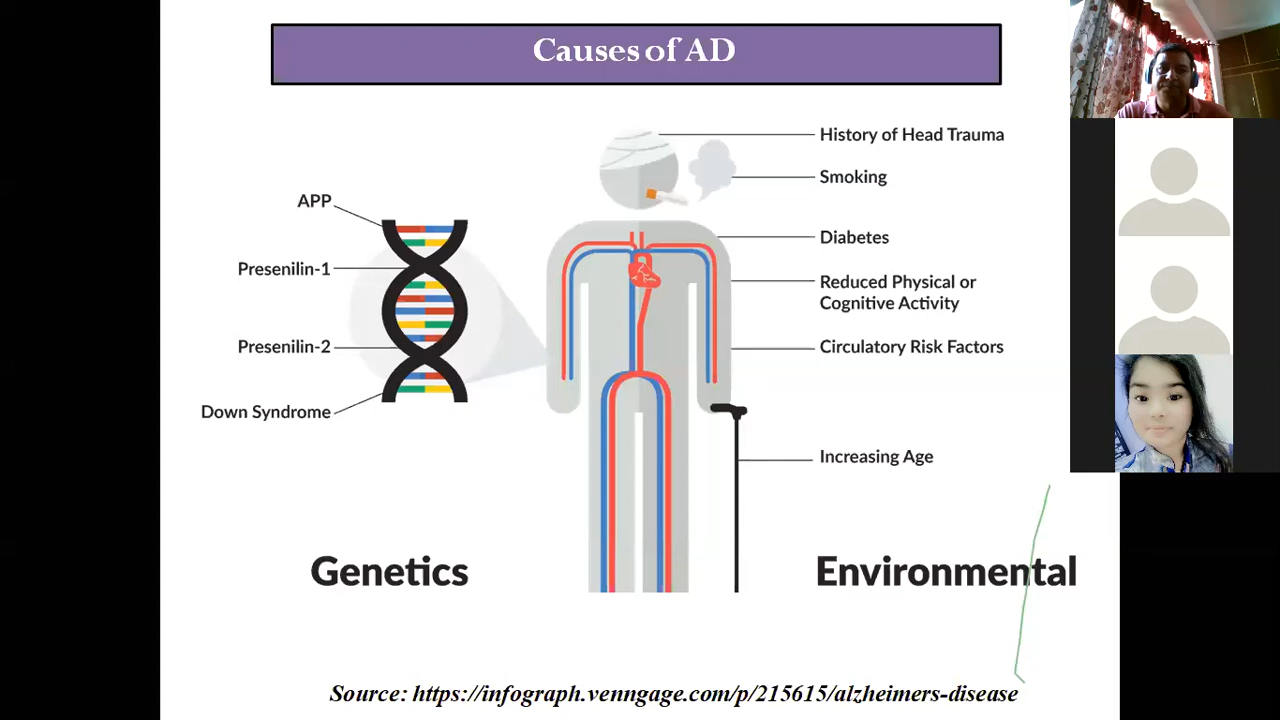 Causes of AD
APP
Presenilin-1
Presenilin-2
Down Syndrome
Genetics
History of Head Trauma
Smoking
Diabetes
Reduced Physical or
Cognitive Activity
Circulatory Risk Factors
Increasing Age
Environmental
Source: https://infograph.venngage.com/p/215615/alzheimers-disease